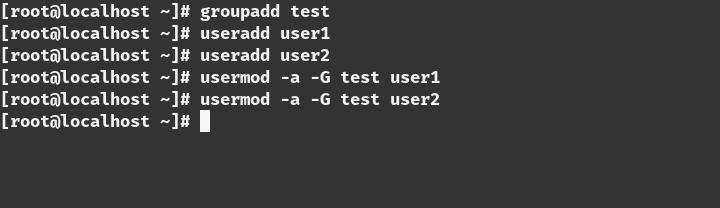 [root@localhost ~]# groupadd test
[root@localhost ~]# useradd user1
[root@localhost ~]# useradd user2
[root@localhost ~]# usermod -a -G test user1
[root@localhost ~]# usermod -a -G test user2
[root@localhost ~]#